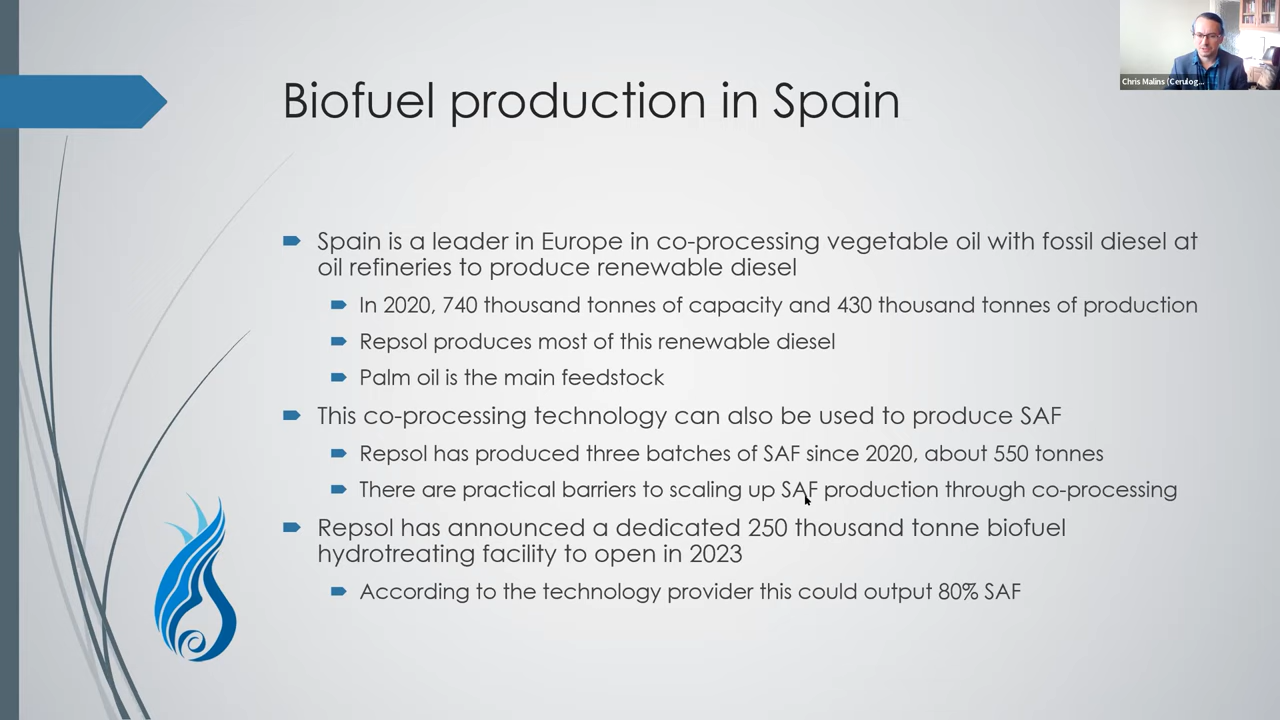 Biofuel production in Spain
Chris Malins (Cerulog...
Spain is a leader in Europe in co-processing vegetable oil with fossil diesel at
oil refineries to produce renewable diesel
In 2020, 740 thousand tonnes of capacity and 430 thousand tonnes of production
Repsol produces most of this renewable diesel
Palm oil is the main feedstock
This co-processing technology can also be used to produce SAF
Repsol has produced three batches of SAF since 2020, about 550 tonnes
There are practical barriers to scaling up SAF production through co-processing
Repsol has announced a dedicated 250 thousand tonne biofuel
hydrotreating facility to open in 2023
According to the technology provider this could output 80% SAF